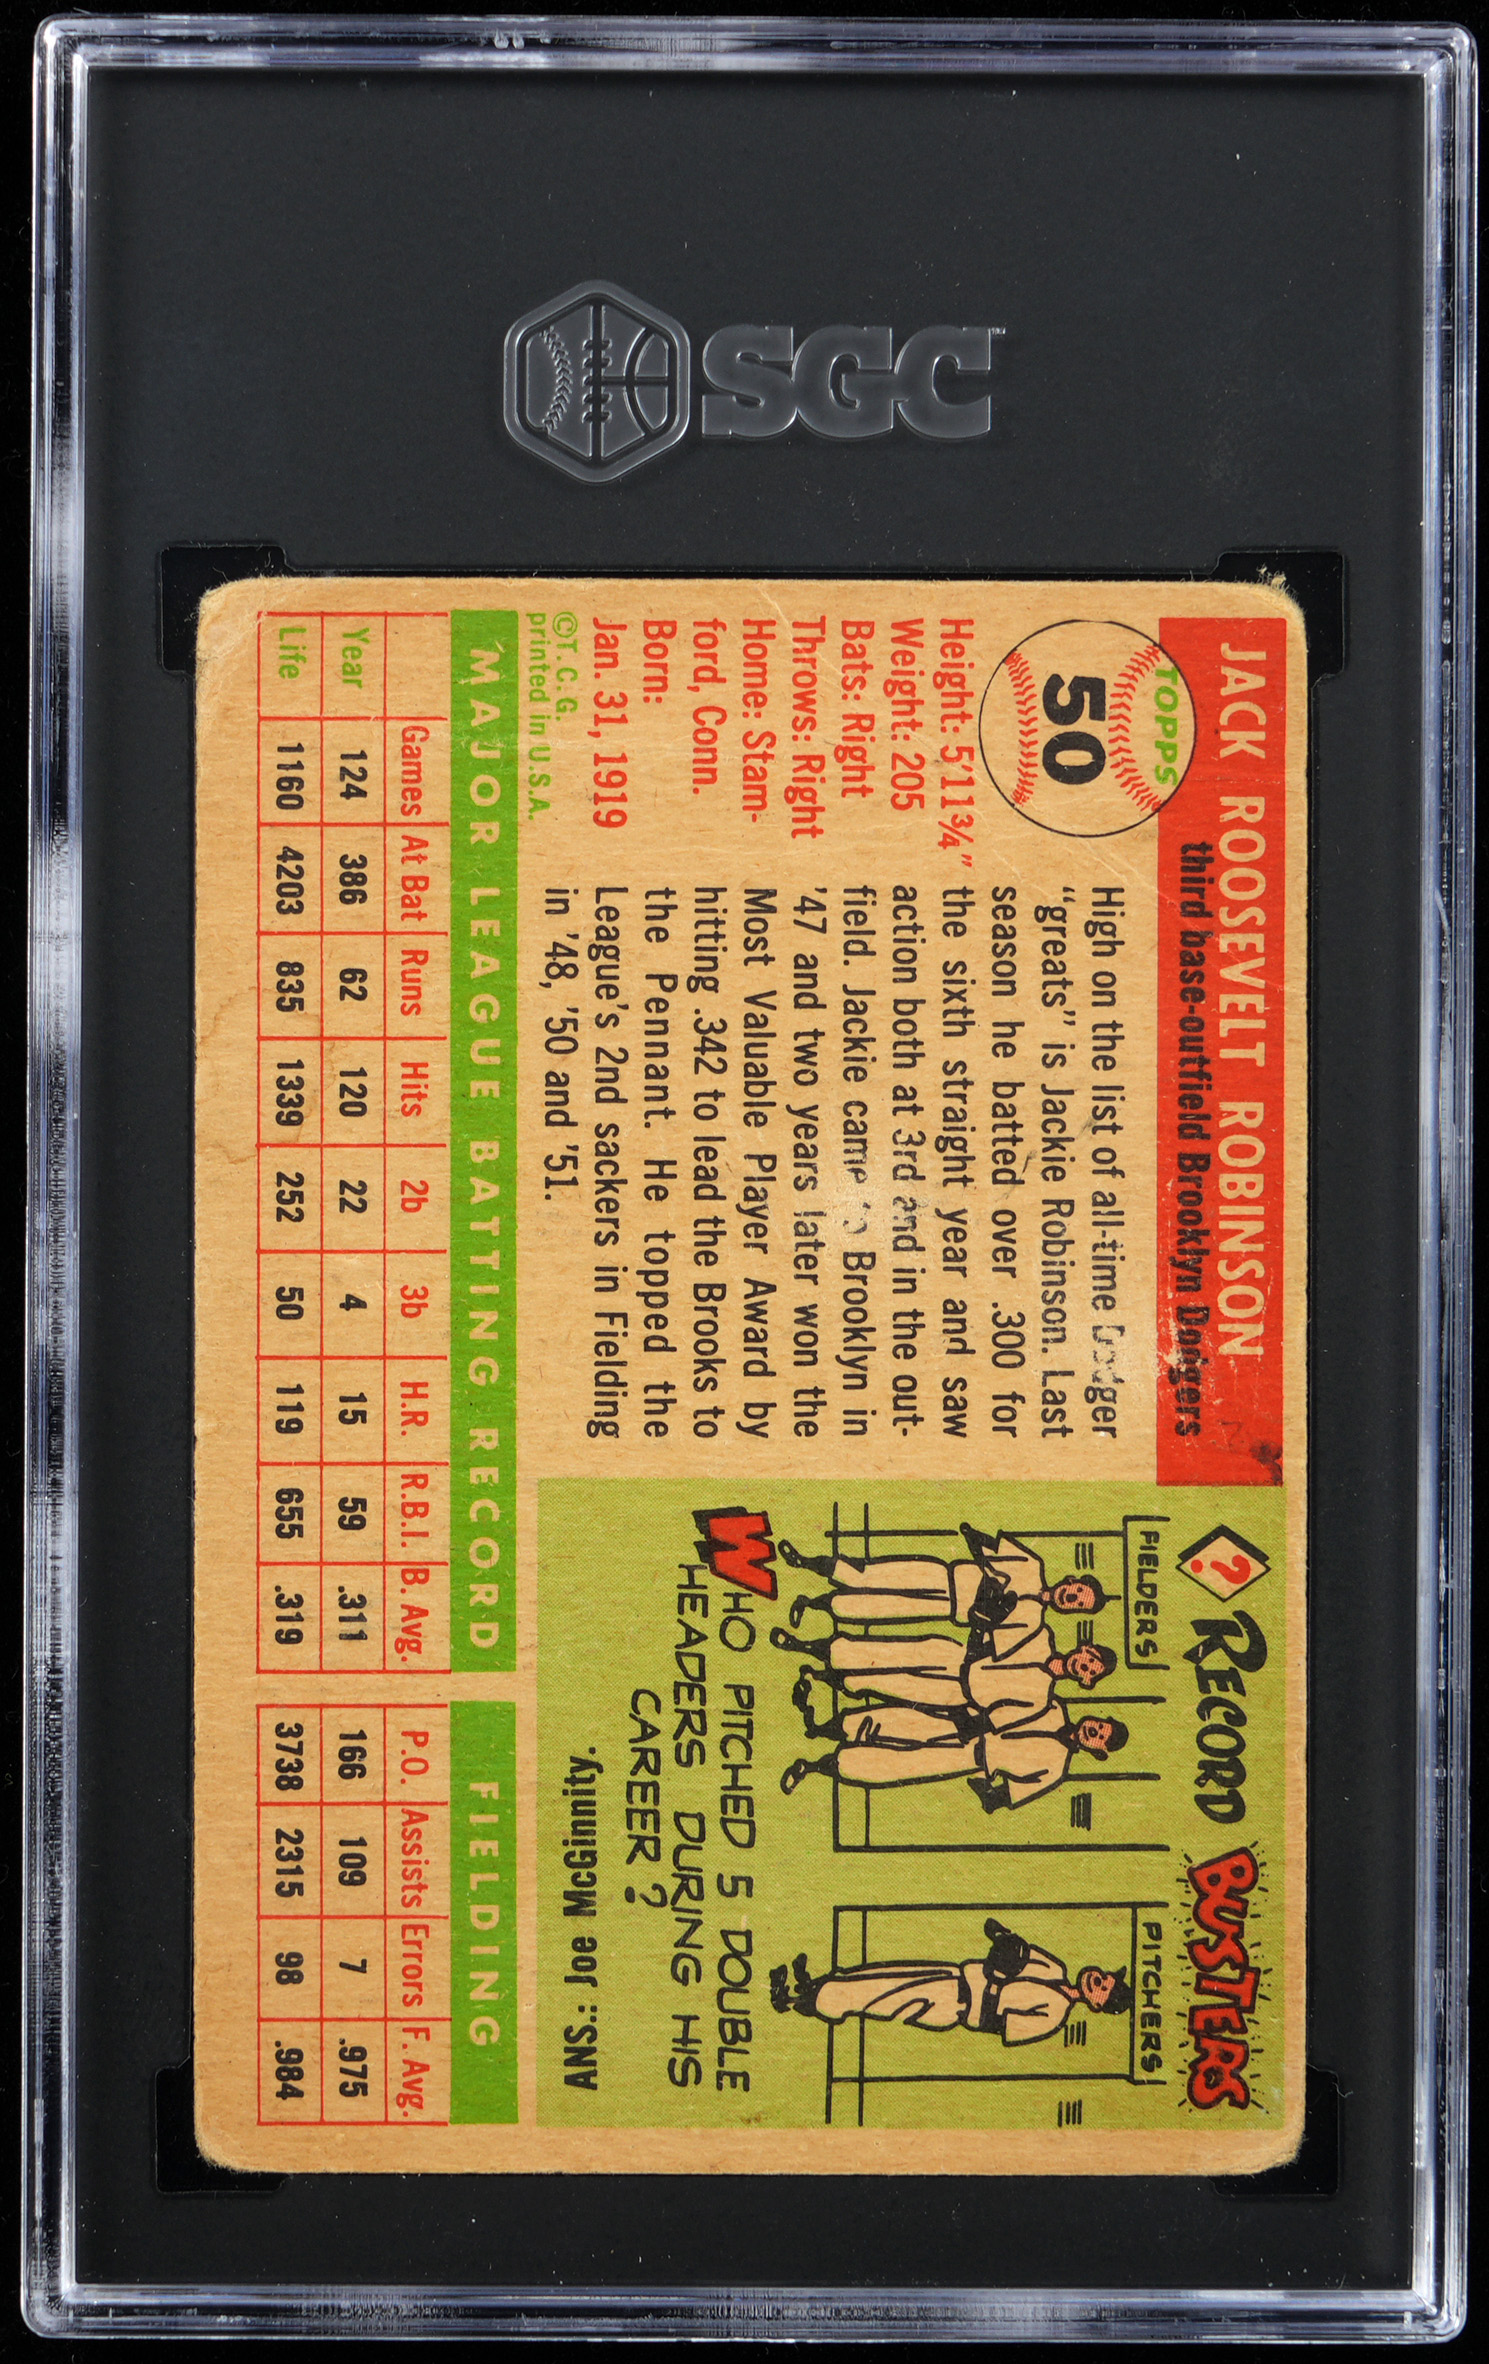 SGC
JACK ROOSEVELT ROBINSON
third base-outfield Brooklyn Dodgers
TOPPS
50
Height: 5'11¾"
Weight: 205
Bats: Right
Throws: Right
Home: Stam-
ford, Conn.
Born:
Jan. 31, 1919
©T.C.G.
printed in U.S.A.
High on the list of all-time Dodger
"greats" is Jackie Robinson. Last
season he batted over .300 for
the sixth straight year and saw
action both at 3rd and in the out-
field. Jackie came to Brooklyn in
'47 and two years later won the
Most Valuable Player Award by
hitting .342 to lead the Brooks to
the Pennant. He topped the
League's 2nd sackers in Fielding
in '48, '50 and '51.
? RECORD BUSTERS
FIELDERS
PITCHERS
WHO PITCHED 5 DOUBLE
HEADERS DURING HIS
CAREER?
ANS.: Joe McGinnity.
MAJOR LEAGUE BATTING RECORD FIELDING
Games At Bat Runs Hits 2b 3b H.R. R.B.I. B. Avg. P.O. Assists Errors F. Avg.
Year 124 386 62 120 22 4 15 59 .311 166 109 7 .975
Life 1160 4203 835 1339 252 50 119 655 .319 3738 2315 98 .984